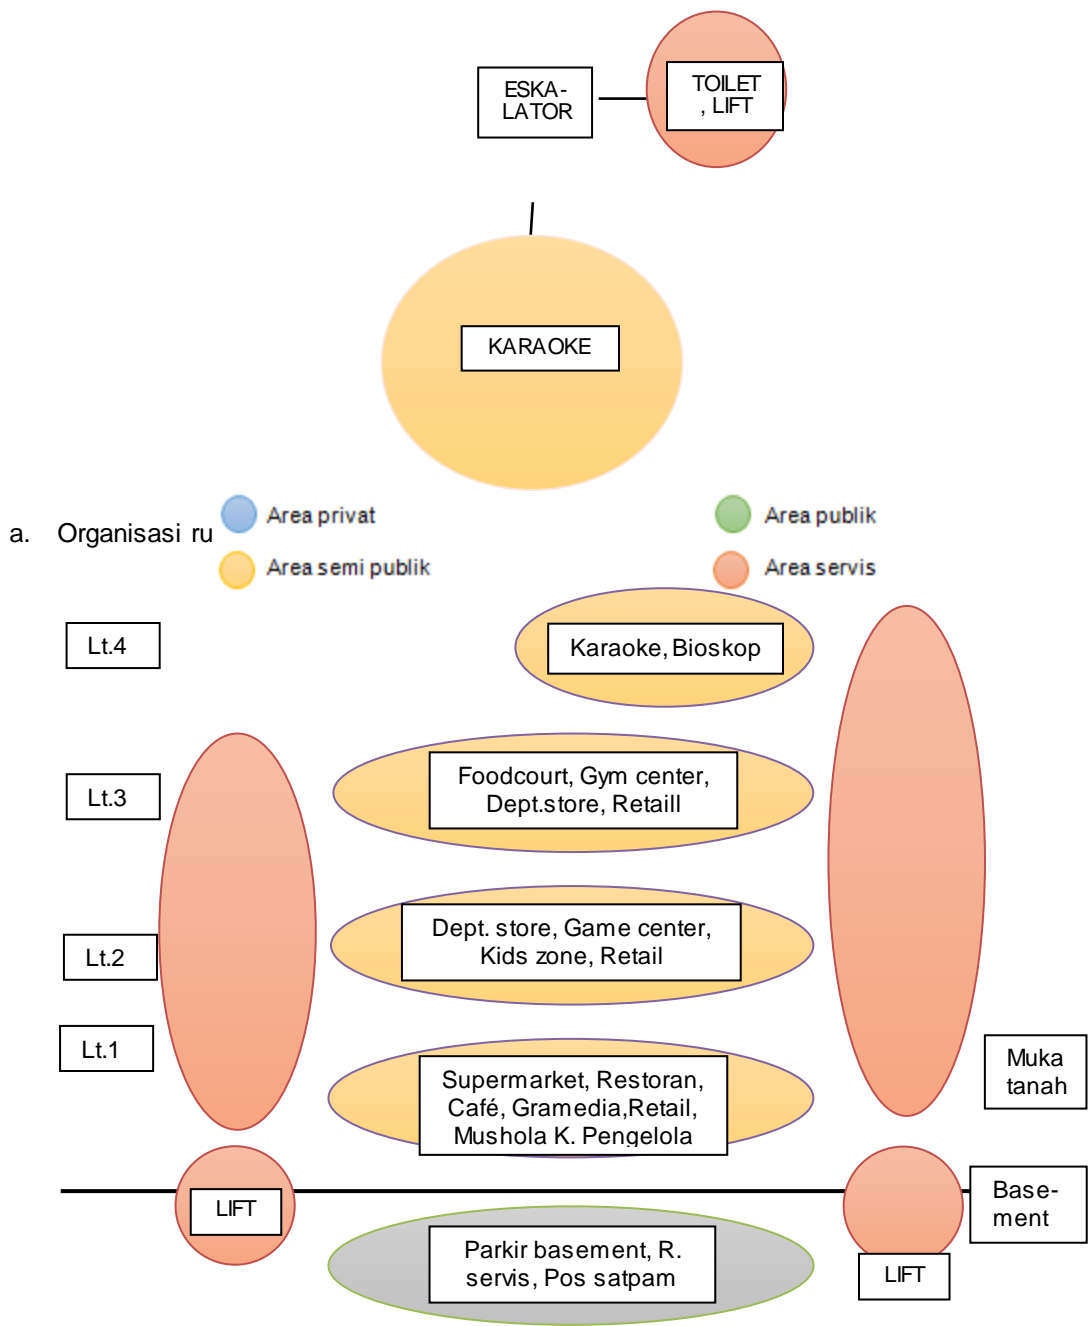 ESKA-
LATOR
TOILET
, LIFT
KARAOKE
Area privat
Area publik
a. Organisasi ru
Area semi publik
Area servis
Lt.4
Karaoke, Bioskop
Lt.3
Foodcourt, Gym center,
Dept.store, Retaill
Lt.2
Dept. store, Game center,
Kids zone, Retail
Lt.1
Supermarket, Restoran,
Café, Gramedia,Retail,
Mushola K. Pengelola
Muka
tanah
LIFT
Base-
ment
Parkir basement, R.
servis, Pos satpam
LIFT